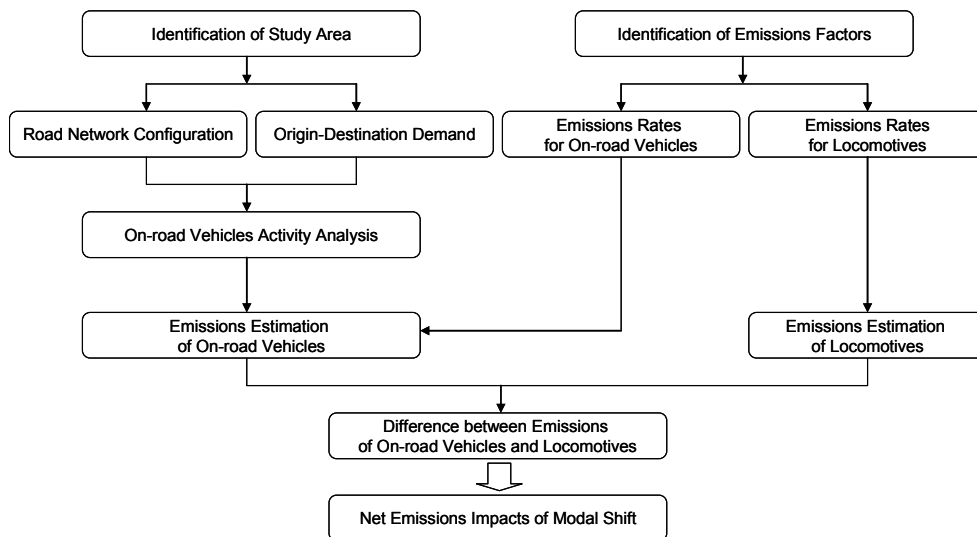 Identification of Study Area
Identification of Emissions Factors
Road Network Configuration
Origin-Destination Demand
Emissions Rates
for On-road Vehicles
Emissions Rates
for Locomotives
On-road Vehicles Activity Analysis
Emissions Estimation
of On-road Vehicles
Emissions Estimation
of Locomotives
Difference between Emissions
of On-road Vehicles and Locomotives
Net Emissions Impacts of Modal Shift